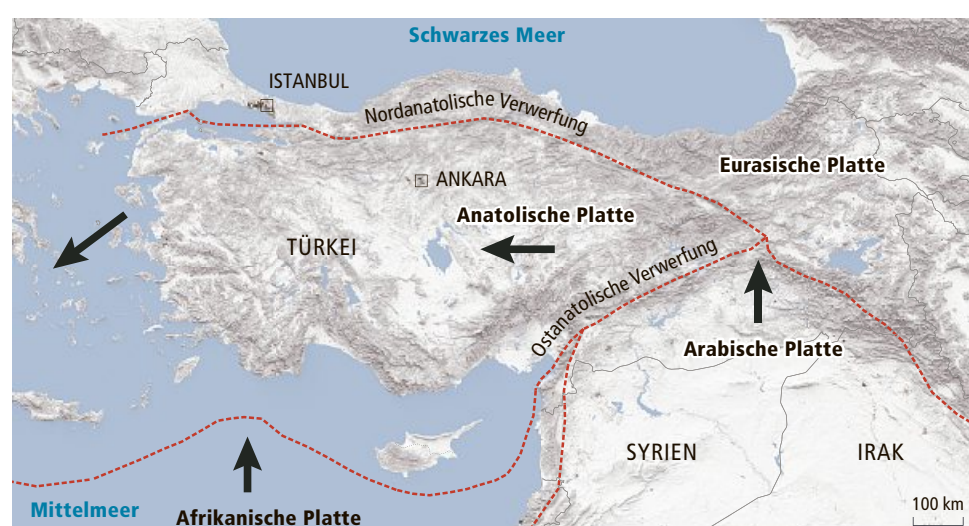 Schwarzes Meer
ISTANBUL
Nordanatolische Verwerfung
Eurasische Platte
ANKARA
Anatolische Platte
TÜRKEI
Ostanatolische Verwerfung
Arabische Platte
SYRIEN
IRAK
100 km
Mittelmeer
Afrikanische Platte